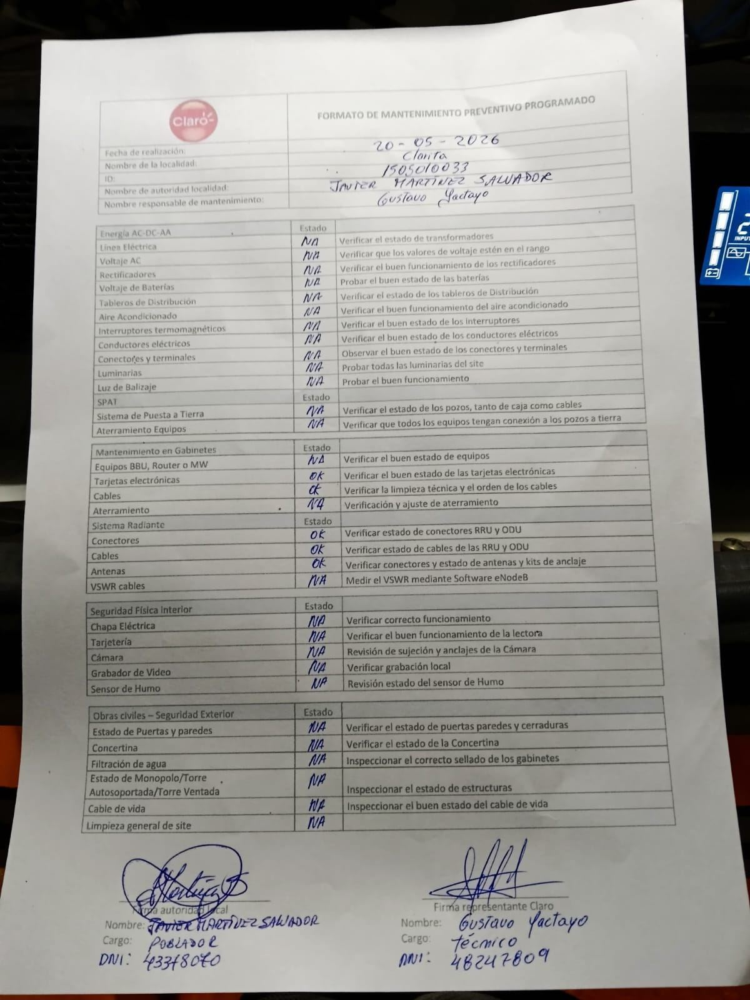 Claro
FORMATO DE MANTENIMIENTO PREVENTIVO PROGRAMADO
Fecha de realización: 20-05-2026
Nombre de la localidad: Clarita
ID: 1505010033
Nombre de autoridad localidad: JAVIER MARTÍNEZ SALVADOR
Nombre responsable de mantenimiento: Gustavo Yactayo
Energía AC-DC-AA Estado
Línea Eléctrica NA Verificar el estado de transformadores
Voltaje AC NA Verificar que los valores de voltaje estén en el rango
Rectificadores NA Verificar el buen funcionamiento de los rectificadores
Voltaje de Baterías NA Probar el buen estado de las baterías
Tableros de Distribución NA Verificar el estado de los tableros de Distribución
Aire Acondicionado NA Verificar el buen funcionamiento del aire acondicionado
Interruptores termomagnéticos NA Verificar el buen estado de los interruptores
Conductores eléctricos NA Verificar el buen estado de los conductores eléctricos
Conectores y terminales NA Observar el buen estado de los conectores y terminales
Luminarias NA Probar todas las luminarias del site
Luz de Balizaje NA Probar el buen funcionamiento
SPAT Estado
Sistema de Puesta a Tierra NA Verificar el estado de los pozos, tanto de caja como cables
Aterramiento Equipos NA Verificar que todos los equipos tengan conexión a los pozos a tierra
Mantenimiento en Gabinetes Estado
Equipos BBU, Router o MW NA Verificar el buen estado de equipos
Tarjetas electrónicas OK Verificar el buen estado de las tarjetas electrónicas
Cables OK Verificar la limpieza técnica y el orden de los cables
Aterramiento NA Verificación y ajuste de aterramiento
Sistema Radiante Estado
Conectores OK Verificar estado de conectores RRU y ODU
Cables OK Verificar estado de cables de las RRU y ODU
Antenas OK Verificar conectores y estado de antenas y kits de anclaje
VSWR cables NA Medir el VSWR mediante Software eNodeB
Seguridad Física Interior Estado
Chapa Eléctrica NA Verificar correcto funcionamiento
Tarjetería NA Verificar el buen funcionamiento de la lectora
Cámara NA Revisión de sujeción y anclajes de la Cámara
Grabador de Video NA Verificar grabación local
Sensor de Humo NA Revisión estado del sensor de Humo
Obras civiles – Seguridad Exterior Estado
Estado de Puertas y paredes NA Verificar el estado de puertas paredes y cerraduras
Concertina NA Verificar el estado de la Concertina
Filtración de agua NA Inspeccionar el correcto sellado de los gabinetes
Estado de Monopolo/Torre
Autosoportada/Torre Ventada NA Inspeccionar el estado de estructuras
Cable de vida NA Inspeccionar el buen estado del cable de vida
Limpieza general de site NA
Firma autoridad local
Nombre: JAVIER MARTÍNEZ SALVADOR
Cargo: POBLADOR
DNI: 43378070
Firma representante Claro
Nombre: Gustavo Yactayo
Cargo: técnico
DNI: 48247809
INPUT